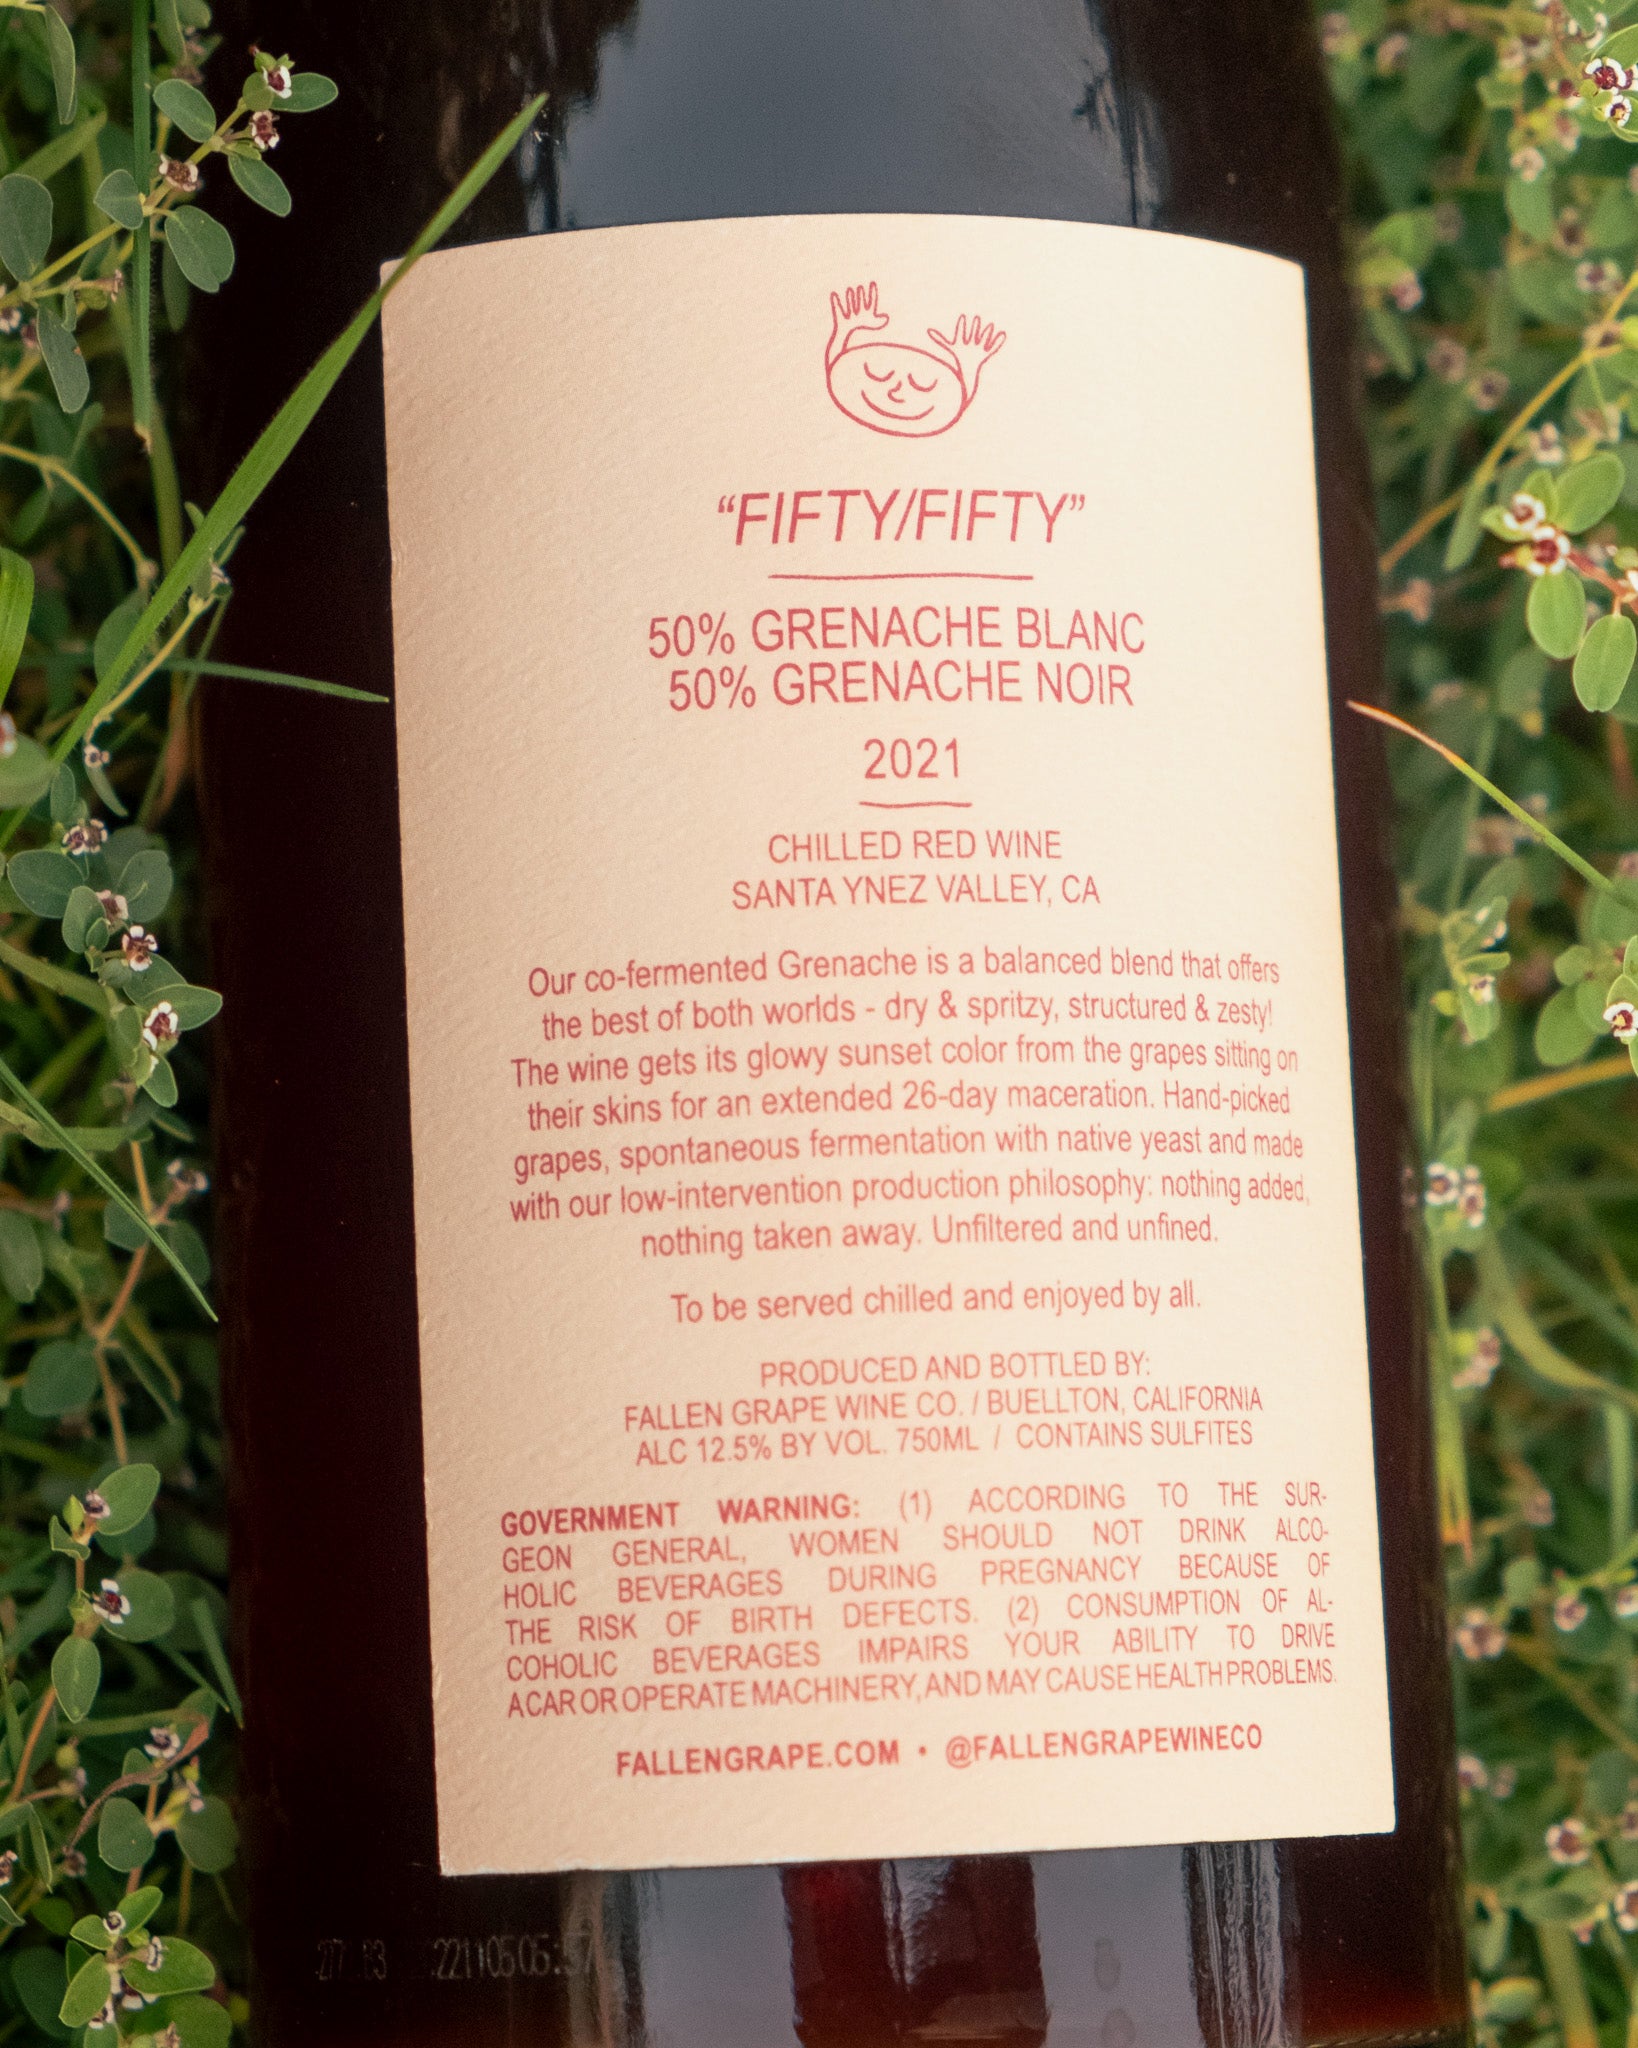 “FIFTY/FIFTY”
50% GRENACHE BLANC
50% GRENACHE NOIR
2021
CHILLED RED WINE
SANTA YNEZ VALLEY, CA
Our co-fermented Grenache is a balanced blend that offers
the best of both worlds - dry & spritzy, structured & zesty!
The wine gets its glowy sunset color from the grapes sitting on
their skins for an extended 26-day maceration. Hand-picked
grapes, spontaneous fermentation with native yeast and made
with our low-intervention production philosophy: nothing added,
nothing taken away. Unfiltered and unfined.
To be served chilled and enjoyed by all.
PRODUCED AND BOTTLED BY:
FALLEN GRAPE WINE CO. / BUELLTON, CALIFORNIA
ALC 12.5% BY VOL. 750ML / CONTAINS SULFITES
GOVERNMENT WARNING: (1) ACCORDING TO THE SUR-
GEON GENERAL, WOMEN SHOULD NOT DRINK ALCO-
HOLIC BEVERAGES DURING PREGNANCY BECAUSE OF
THE RISK OF BIRTH DEFECTS. (2) CONSUMPTION OF AL-
COHOLIC BEVERAGES IMPAIRS YOUR ABILITY TO DRIVE
A CAR OR OPERATE MACHINERY, AND MAY CAUSE HEALTH PROBLEMS.
FALLENGRAPE.COM • @FALLENGRAPEWINECO